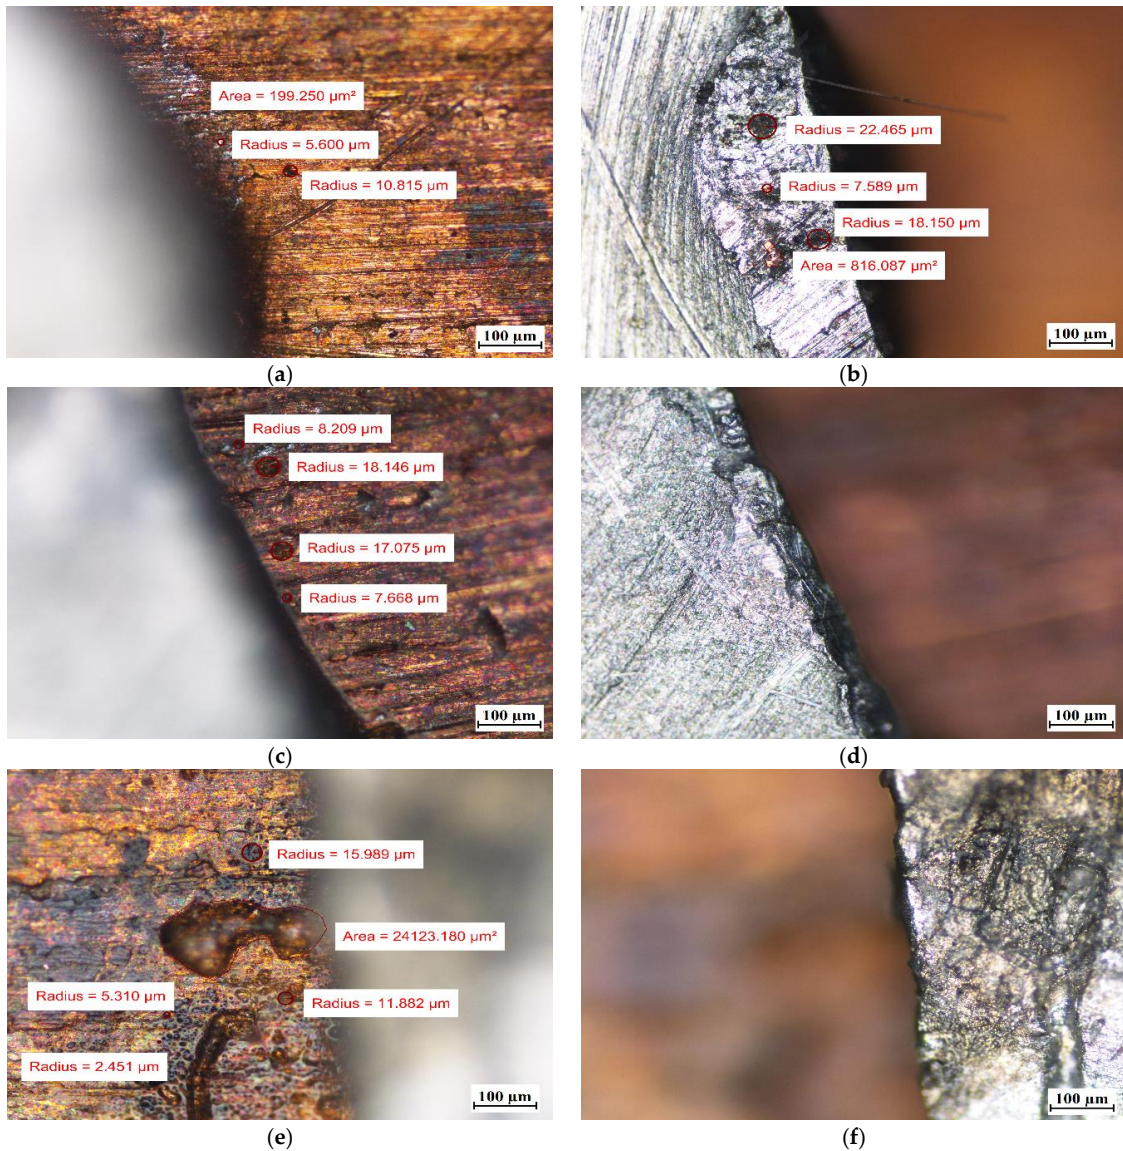 Area = 199.250 µm²
Radius = 5.600 µm
Radius = 10.815 µm
100 µm
(a)
Radius = 22.465 µm
Radius = 7.589 µm
Radius = 18.150 µm
Area = 816.087 µm²
100 µm
(b)
Radius = 8.209 µm
Radius = 18.146 µm
Radius = 17.075 µm
Radius = 7.668 µm
100 µm
(c)
100 µm
(d)
Radius = 15.989 µm
Area = 24123.180 µm²
Radius = 5.310 µm
Radius = 11.882 µm
Radius = 2.451 µm
100 µm
(e)
100 µm
(f)